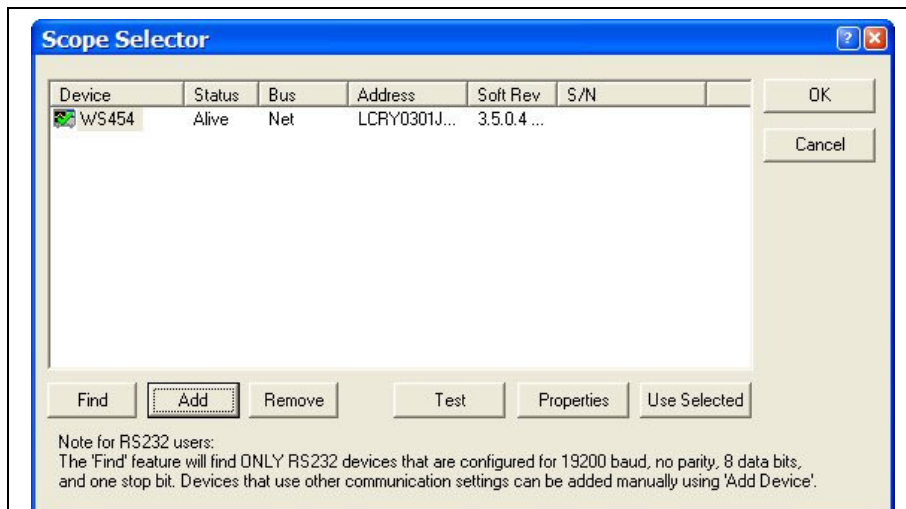 Scope Selector
Device Status Bus Address Soft Rev S/N
WS454 Alive Net LCRY0301J... 3.5.0.4 ...
OK
Cancel
Find Add Remove Test Properties Use Selected
Note for RS232 users:
The 'Find' feature will find ONLY RS232 devices that are configured for 19200 baud, no parity, 8 data bits,
and one stop bit. Devices that use other communication settings can be added manually using 'Add Device'.